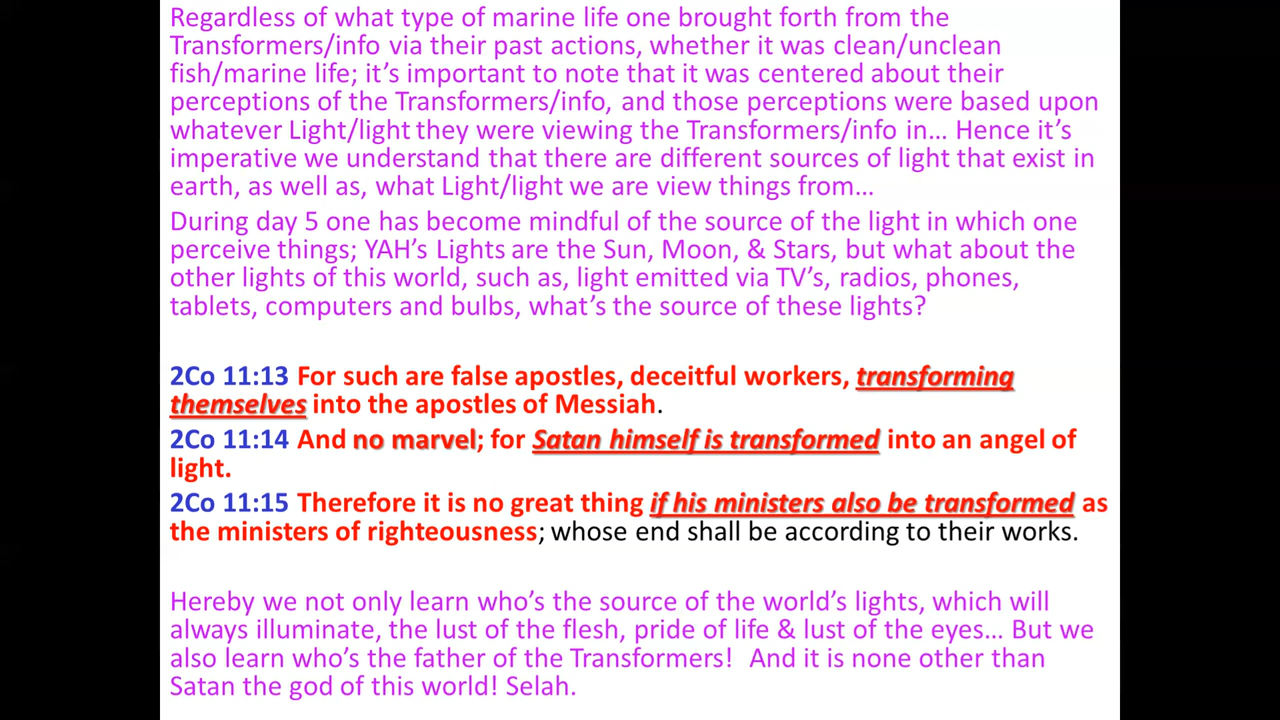 Regardless of what type of marine life one brought forth from the
Transformers/info via their past actions, whether it was clean/unclean
fish/marine life; it's important to note that it was centered about their
perceptions of the Transformers/info, and those perceptions were based upon
whatever Light/light they were viewing the Transformers/info in... Hence it's
imperative we understand that there are different sources of light that exist in
earth, as well as, what Light/light we are view things from...
During day 5 one has become mindful of the source of the light in which one
perceive things; YAH's Lights are the Sun, Moon, & Stars, but what about the
other lights of this world, such as, light emitted via TV's, radios, phones,
tablets, computers and bulbs, what's the source of these lights?
2Co 11:13 For such are false apostles, deceitful workers, transforming
themselves into the apostles of Messiah.
2Co 11:14 And no marvel; for Satan himself is transformed into an angel of
light.
2Co 11:15 Therefore it is no great thing if his ministers also be transformed as
the ministers of righteousness; whose end shall be according to their works.
Hereby we not only learn who's the source of the world's lights, which will
always illuminate, the lust of the flesh, pride of life & lust of the eyes... But we
also learn who's the father of the Transformers!  And it is none other than
Satan the god of this world! Selah.